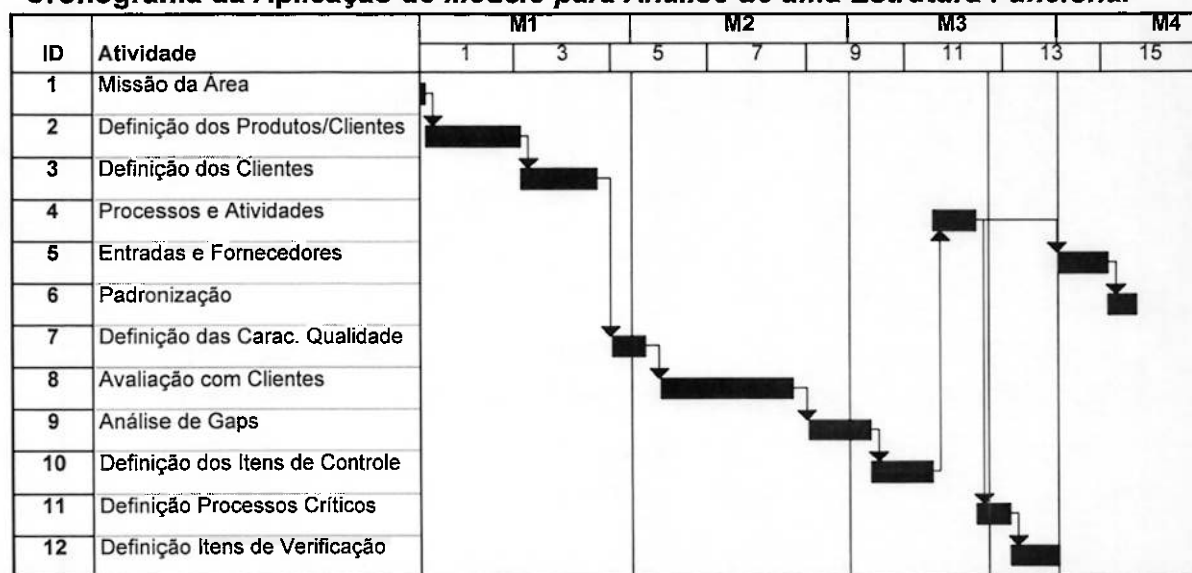 Cronograma da Aplicação do Modelo para Análise de uma Estrutura Funcional
M1 M2 M3 M4
ID Atividade 1 3 5 7 9 11 13 15
1 Missão da Área
2 Definição dos Produtos/Clientes
3 Definição dos Clientes
4 Processos e Atividades
5 Entradas e Fornecedores
6 Padronização
7 Definição das Carac. Qualidade
8 Avaliação com Clientes
9 Análise de Gaps
10 Definição dos Itens de Controle
11 Definição Processos Críticos
12 Definição Itens de Verificação